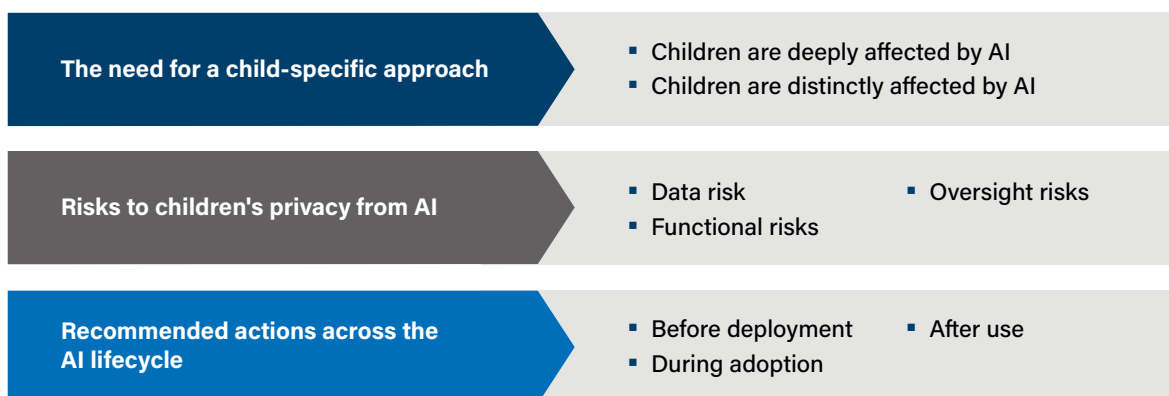 The need for a child-specific approach
▪ Children are deeply affected by AI
▪ Children are distinctly affected by AI
Risks to children's privacy from AI
▪ Data risk
▪ Functional risks
▪ Oversight risks
Recommended actions across the
AI lifecycle
▪ Before deployment
▪ During adoption
▪ After use